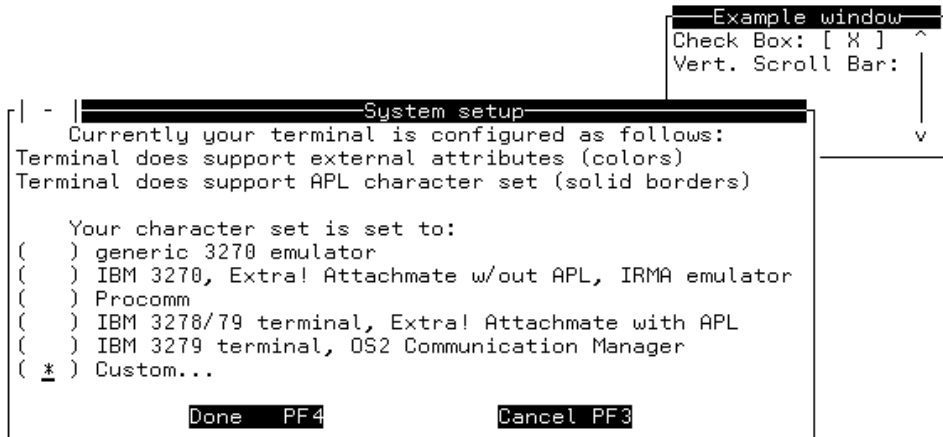 Example window
Check Box: [ X ] ^
Vert. Scroll Bar:
v
- System setup
Currently your terminal is configured as follows:
Terminal does support external attributes (colors)
Terminal does support APL character set (solid borders)
Your character set is set to:
( ) generic 3270 emulator
( ) IBM 3270, Extra! Attachmate w/out APL, IRMA emulator
( ) Procomm
( ) IBM 3278/79 terminal, Extra! Attachmate with APL
( ) IBM 3279 terminal, OS2 Communication Manager
( * ) Custom...
Done PF4 Cancel PF3